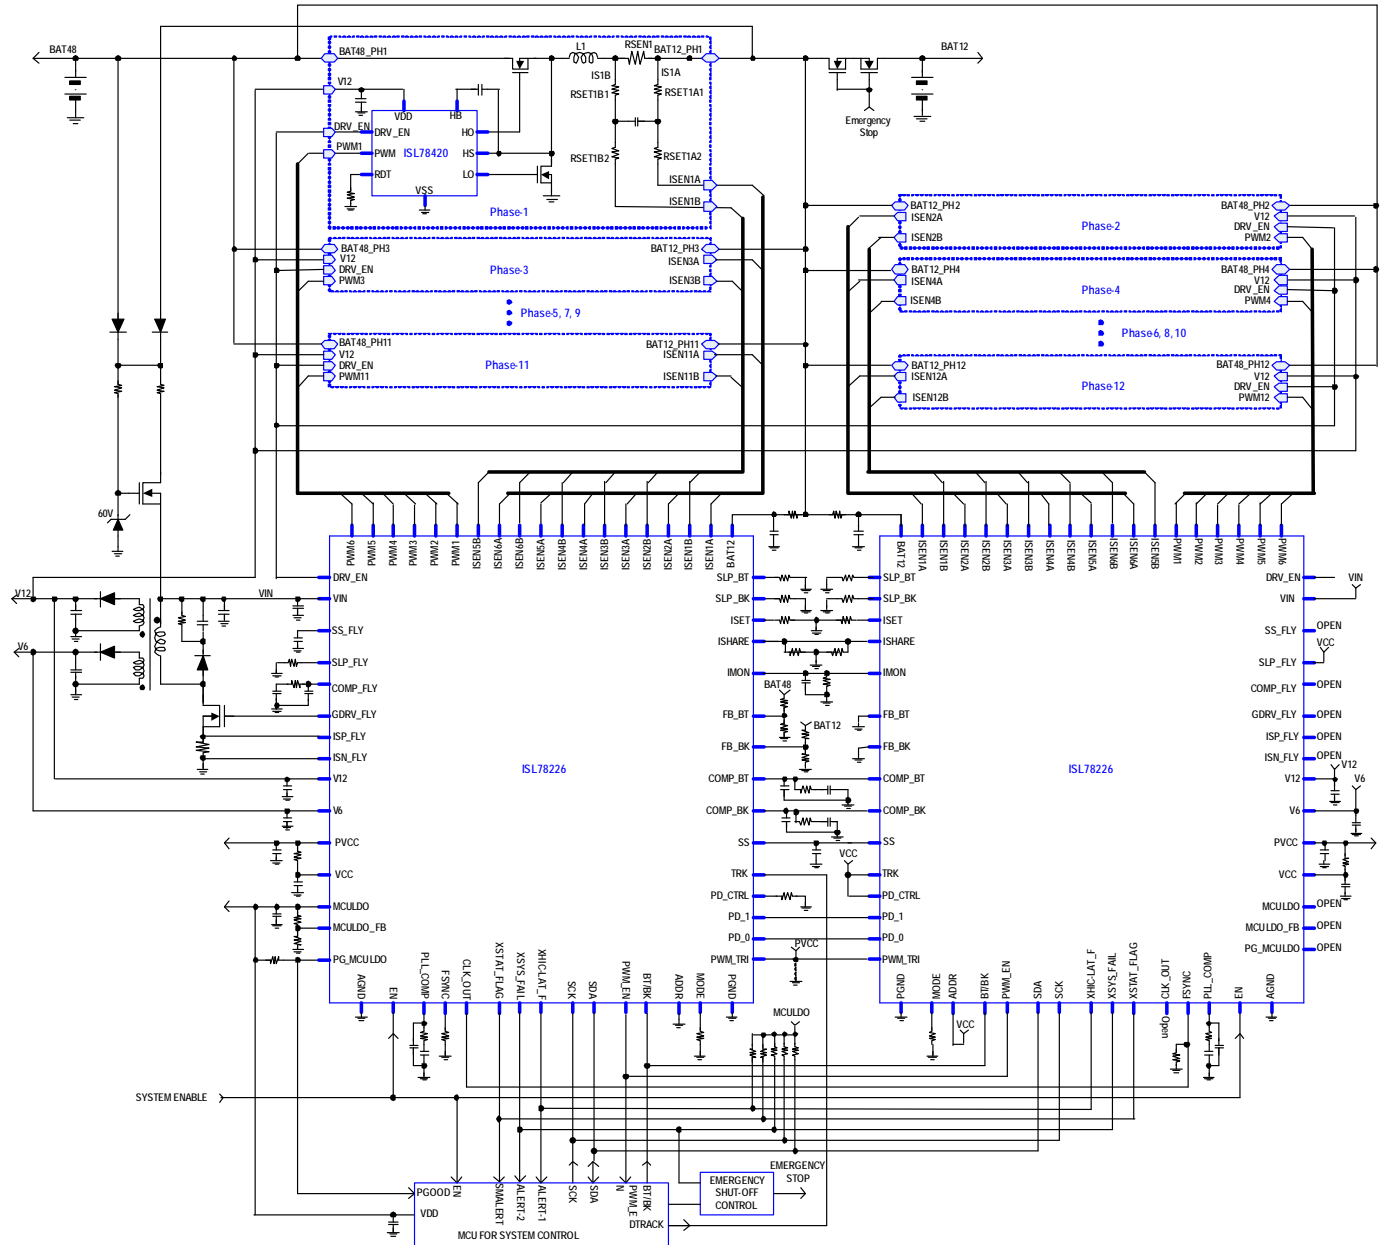 BAT48
BAT48_PH1
L1
RSEN1
BAT12_PH1
BAT12
V12
IS1B
IS1A
RSET1B1
RSET1A1
VDD
HB
Emergency
Stop
DRV_EN
DRV_EN
HO
PWM1
PWM
ISL78420
HS
RSET1B2
RSET1A2
RDT
LO
VSS
ISEN1A
ISEN1B
Phase-1
BAT48_PH3
V12
DRV_EN
PWM3
Phase-3
BAT12_PH3
ISEN3A
ISEN3B
Phase-5, 7, 9
BAT48_PH11
V12
DRV_EN
PWM11
Phase-11
BAT12_PH11
ISEN11A
ISEN11B
BAT12_PH2
ISEN2A
ISEN2B
Phase-2
BAT48_PH2
V12
DRV_EN
PWM2
BAT12_PH4
ISEN4A
ISEN4B
Phase-4
BAT48_PH4
V12
DRV_EN
PWM4
Phase-6, 8, 10
BAT12_PH12
ISEN12A
ISEN12B
Phase-12
BAT48_PH12
V12
DRV_EN
PWM12
60V
PWM6
PWM5
PWM4
PWM3
PWM2
PWM1
ISEN5B
ISEN6A
ISEN6B
ISEN5A
ISEN4B
ISEN4A
ISEN3B
ISEN3A
ISEN2B
ISEN2A
ISEN1B
ISEN1A
BAT12
BAT12
ISEN1A
ISEN1B
ISEN2A
ISEN2B
ISEN3A
ISEN3B
ISEN4A
ISEN4B
ISEN5A
ISEN6B
ISEN6A
ISEN5B
PWM1
PWM2
PWM3
PWM4
PWM5
PWM6
V12
VIN
V6
DRV_EN
VIN
SS_FLY
SLP_FLY
COMP_FLY
GDRV_FLY
ISP_FLY
ISN_FLY
V12
V6
PVCC
VCC
MCULDO
MCULDO_FB
PG_MCULDO
ISL78226
SLP_BT
SLP_BK
ISET
ISHARE
IMON
FB_BT
FB_BK
COMP_BT
COMP_BK
SS
TRK
PD_CTRL
PD_1
PD_0
PWM_TRI
BAT48
BAT12
VCC
PVCC
SLP_BT
SLP_BK
ISET
ISHARE
IMON
FB_BT
FB_BK
COMP_BT
COMP_BK
SS
TRK
PD_CTRL
PD_1
PD_0
PWM_TRI
ISL78226
DRV_EN
VIN
VIN
SS_FLY
OPEN
VCC
SLP_FLY
COMP_FLY
OPEN
GDRV_FLY
OPEN
ISP_FLY
OPEN
ISN_FLY
OPEN
V12
V12
V6
V6
PVCC
VCC
MCULDO
OPEN
MCULDO_FB
OPEN
PG_MCULDO
OPEN
AGND
EN
PLL_COMP
FSYNC
CLK_OUT
XSTAT_FLAG
XSYS_FAIL
XHIC-LAT_F
SCK
SDA
PWM_EN
BT/BK
ADDR
MODE
PGND
PGND
MODE
ADDR
BT/BK
PWM_EN
SDA
SCK
XHIC-LAT_F
XSYS_FAIL
XSTAT_FLAG
CLK_OUT
FSYNC
PLL_COMP
EN
AGND
VCC
Open
MCULDO
SYSTEM ENABLE
PGOOD
EN
SMALERT
ALERT-2
ALERT-1
SCK
SDA
PWM_E
N
BT/BK
VDD
DTRACK
MCU FOR SYSTEM CONTROL
EMERGENCY
SHUT-OFF
CONTROL
EMERGENCY
STOP